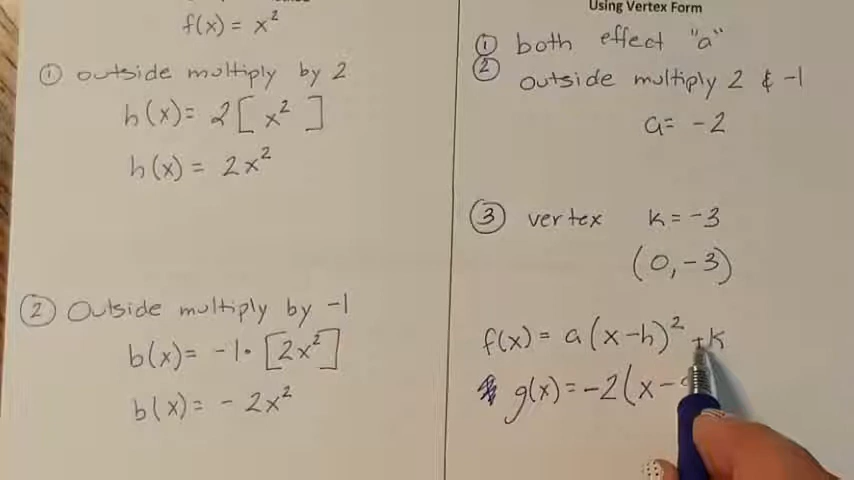 f(x) = x²
① outside multiply by 2
h(x) = 2[ x² ]
h(x) = 2x²
② Outside multiply by -1
b(x) = -1·[2x²]
b(x) = - 2x²
Using Vertex Form
① both effect "a"
② outside multiply 2 & -1
a = -2
③ vertex k = -3
(0, -3)
f(x) = a(x-h)² +k
g(x) = -2(x-